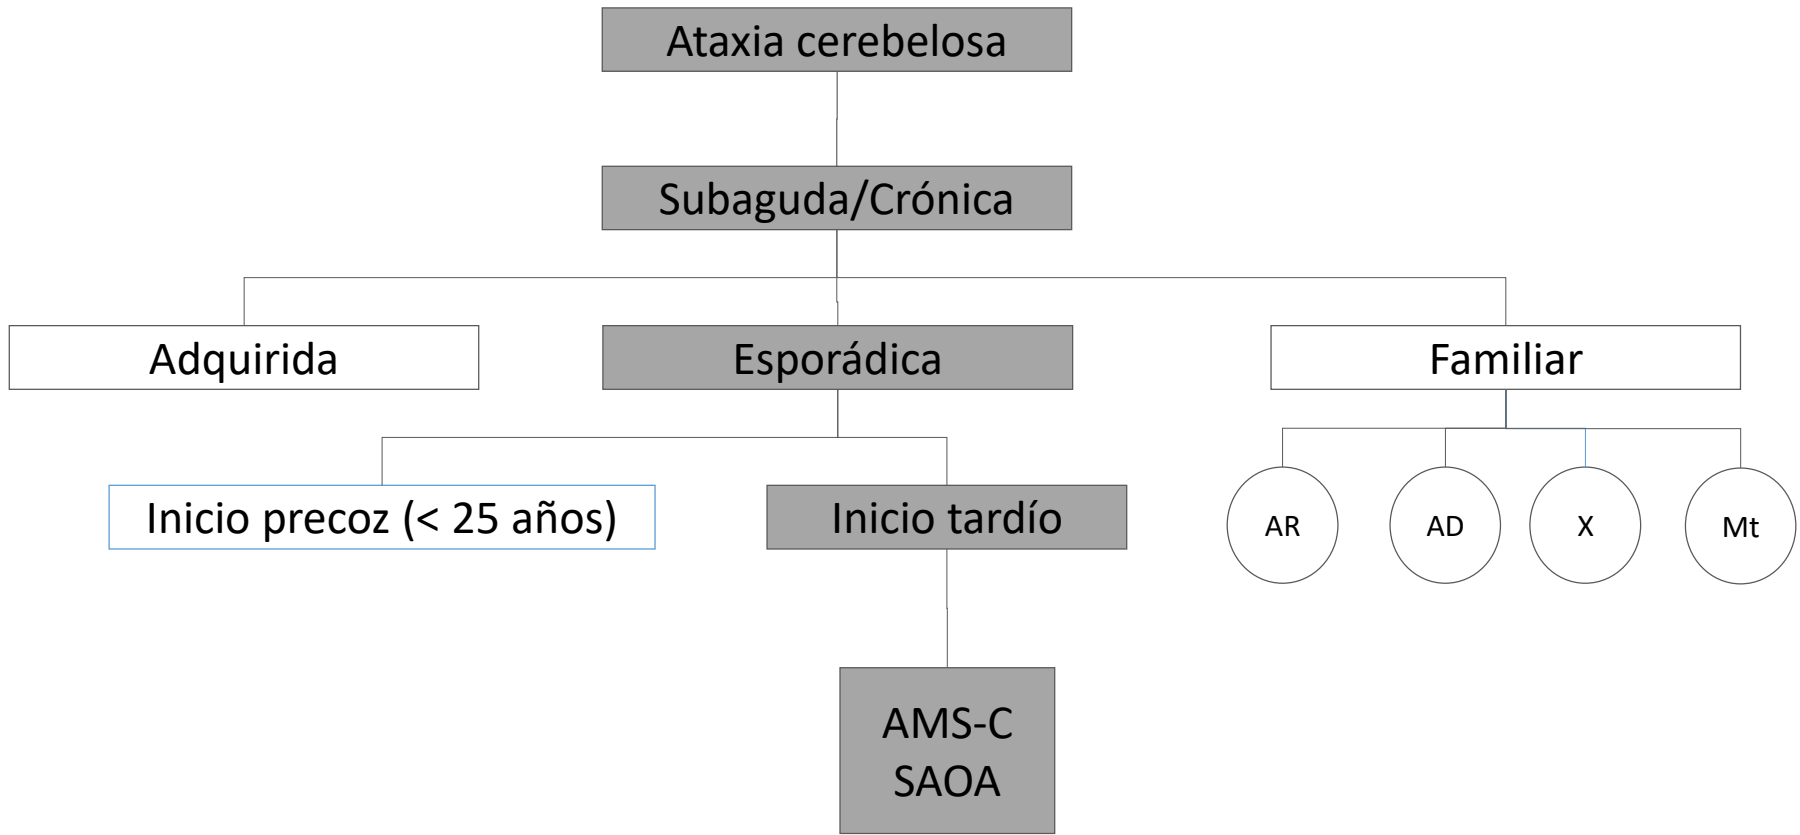 Ataxia cerebelosa
Subaguda/Crónica
Adquirida
Esporádica
Familiar
Inicio precoz (< 25 años)
Inicio tardío
AR
AD
X
Mt
AMS-C
SAOA